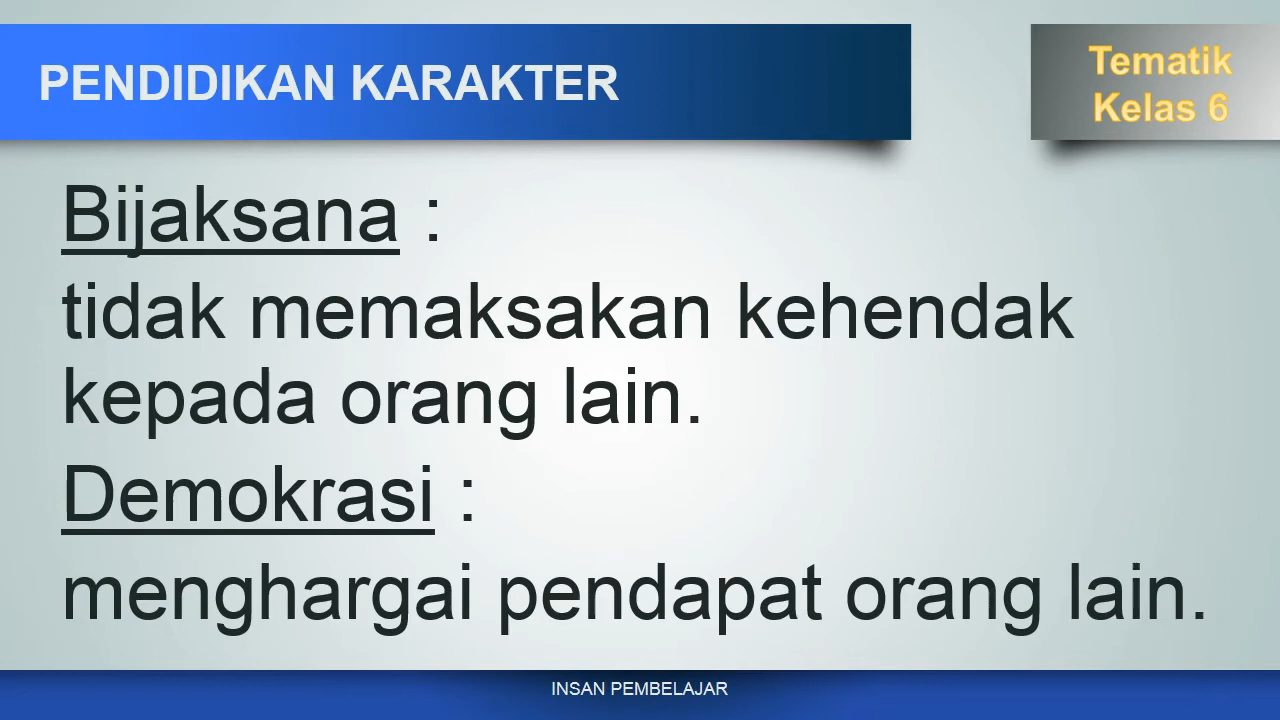 PENDIDIKAN KARAKTER
Tematik
Kelas 6
Bijaksana :
tidak memaksakan kehendak
kepada orang lain.
Demokrasi :
menghargai pendapat orang lain.
INSAN PEMBELAJAR